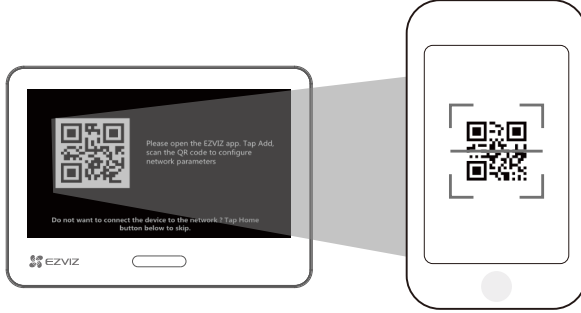 Please open the EZVIZ app. Tap Add,
scan the QR code to configure
network parameters
Do not want to connect the device to the network ? Tap Home
button below to skip.
EZVIZ